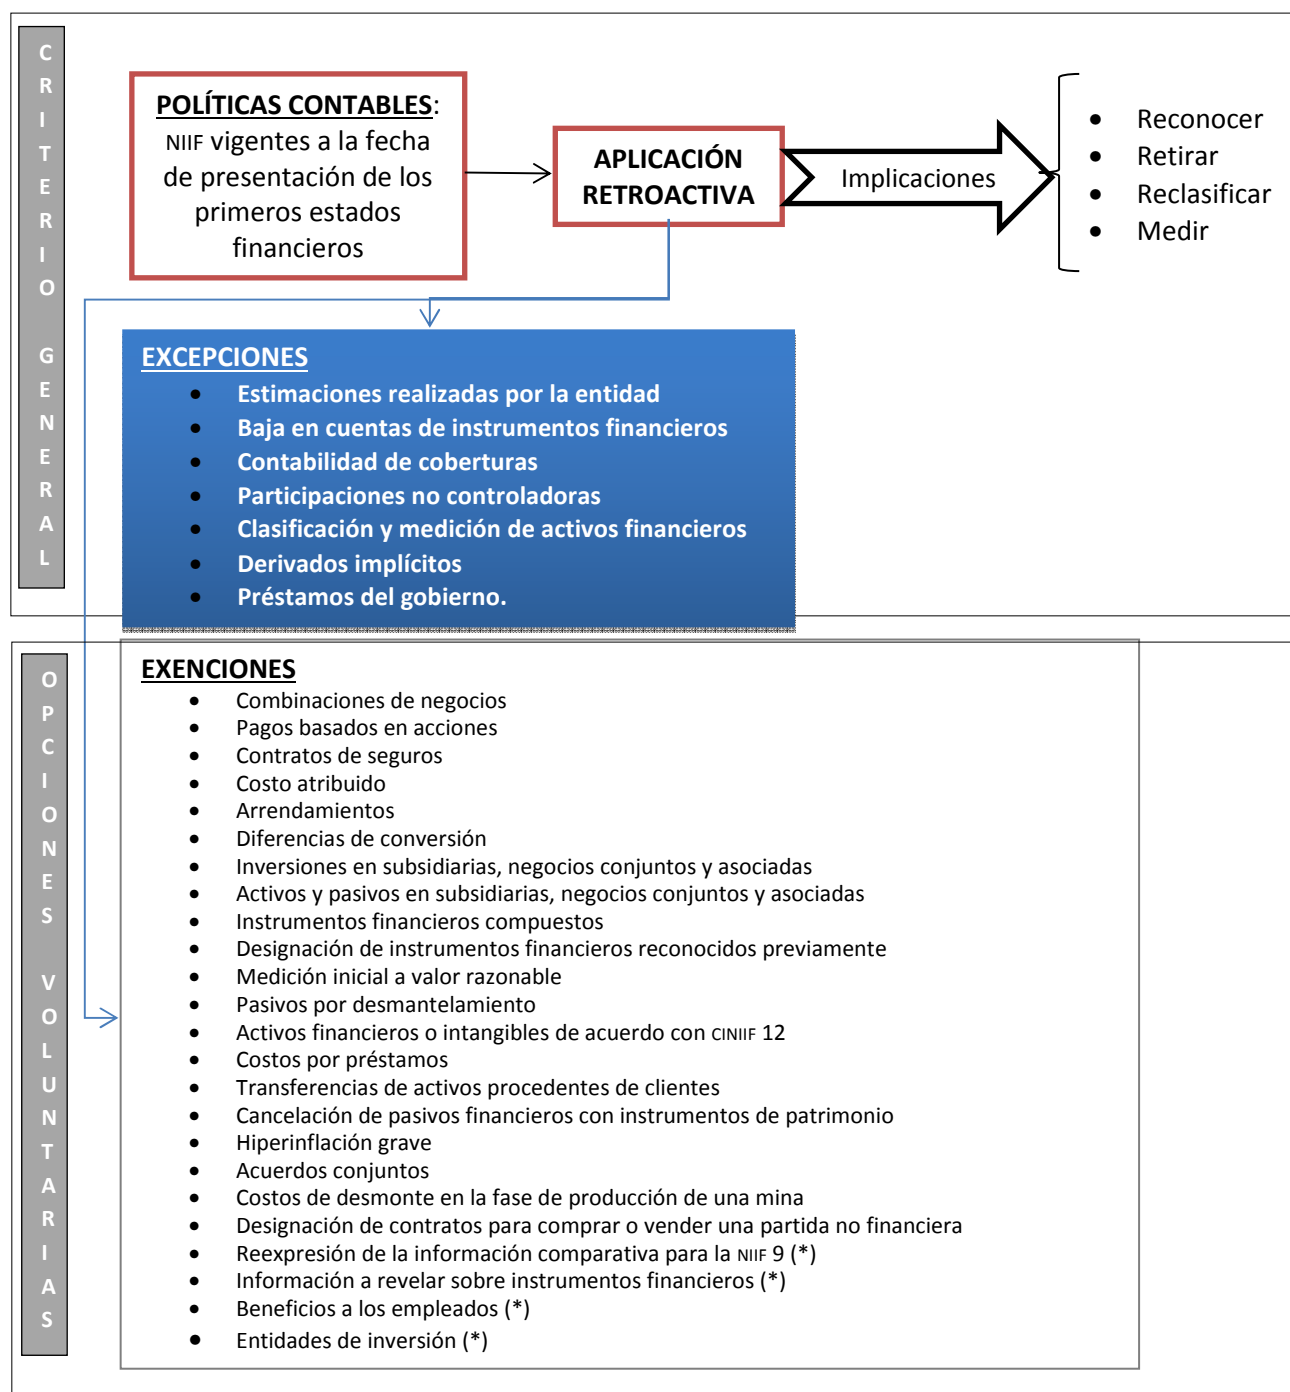 CRITERIO GENERAL
POLÍTICAS CONTABLES:
NIIF vigentes a la fecha
de presentación de los
primeros estados
financieros
APLICACIÓN
RETROACTIVA
Implicaciones
• Reconocer
• Retirar
• Reclasificar
• Medir
EXCEPCIONES
• Estimaciones realizadas por la entidad
• Baja en cuentas de instrumentos financieros
• Contabilidad de coberturas
• Participaciones no controladoras
• Clasificación y medición de activos financieros
• Derivados implícitos
• Préstamos del gobierno.
OPCIONES VOLUNTARIAS
EXENCIONES
• Combinaciones de negocios
• Pagos basados en acciones
• Contratos de seguros
• Costo atribuido
• Arrendamientos
• Diferencias de conversión
• Inversiones en subsidiarias, negocios conjuntos y asociadas
• Activos y pasivos en subsidiarias, negocios conjuntos y asociadas
• Instrumentos financieros compuestos
• Designación de instrumentos financieros reconocidos previamente
• Medición inicial a valor razonable
• Pasivos por desmantelamiento
• Activos financieros o intangibles de acuerdo con CINIIF 12
• Costos por préstamos
• Transferencias de activos procedentes de clientes
• Cancelación de pasivos financieros con instrumentos de patrimonio
• Hiperinflación grave
• Acuerdos conjuntos
• Costos de desmonte en la fase de producción de una mina
• Designación de contratos para comprar o vender una partida no financiera
• Reexpresión de la información comparativa para la NIIF 9 (*)
• Información a revelar sobre instrumentos financieros (*)
• Beneficios a los empleados (*)
• Entidades de inversión (*)